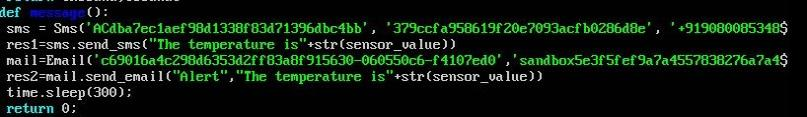 def message():
sms = Sms('ACdba7ec1aef98d1338f83d71396dbc4bb', '379ccfa958619f20e7093acfb0286d8e', '+919080085348$
res1=sms.send_sms("The temperature is"+str(sensor_value))
mail=Email('c69016a4c298d6353d2ff83a8f915630-060550c6-f4107ed0','sandbox5e3f5fef9a7a4557838276a7a4$
res2=mail.send_email("Alert","The temperature is"+str(sensor_value))
time.sleep(300);
return 0;